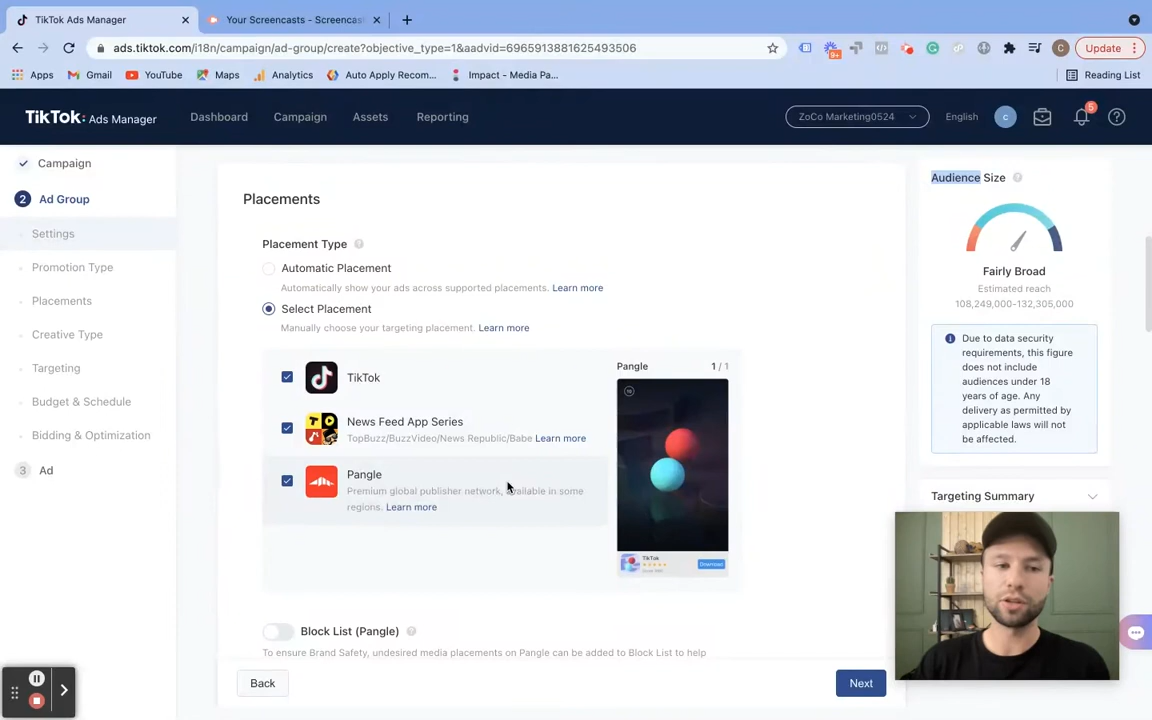 TikTok Ads Manager
Your Screencasts - Screencas
ads.tiktok.com/i18n/campaign/ad-group/create?objective_type=1&aadvid=6965913881625493506
9+
C
Update
Apps
Gmail
YouTube
Maps
Analytics
Auto Apply Recom...
Impact - Media Pa...
Reading List
TikTok: Ads Manager
Dashboard
Campaign
Assets
Reporting
ZoCo Marketing0524
English
c
5
Campaign
2 Ad Group
Settings
Promotion Type
Placements
Creative Type
Targeting
Budget & Schedule
Bidding & Optimization
3 Ad
Placements
Placement Type
Automatic Placement
Automatically show your ads across supported placements. Learn more
Select Placement
Manually choose your targeting placement. Learn more
TikTok
News Feed App Series
TopBuzz/BuzzVideo/News Republic/Babe Learn more
Pangle
Premium global publisher network, available in some
regions. Learn more
Pangle 1 / 1
TikTok
Download
Block List (Pangle)
To ensure Brand Safety, undesired media placements on Pangle can be added to Block List to help
Back
Next
Audience Size
Fairly Broad
Estimated reach
108,249,000-132,305,000
Due to data security
requirements, this figure
does not include
audiences under 18
years of age. Any
delivery as permitted by
applicable laws will not
be affected.
Targeting Summary